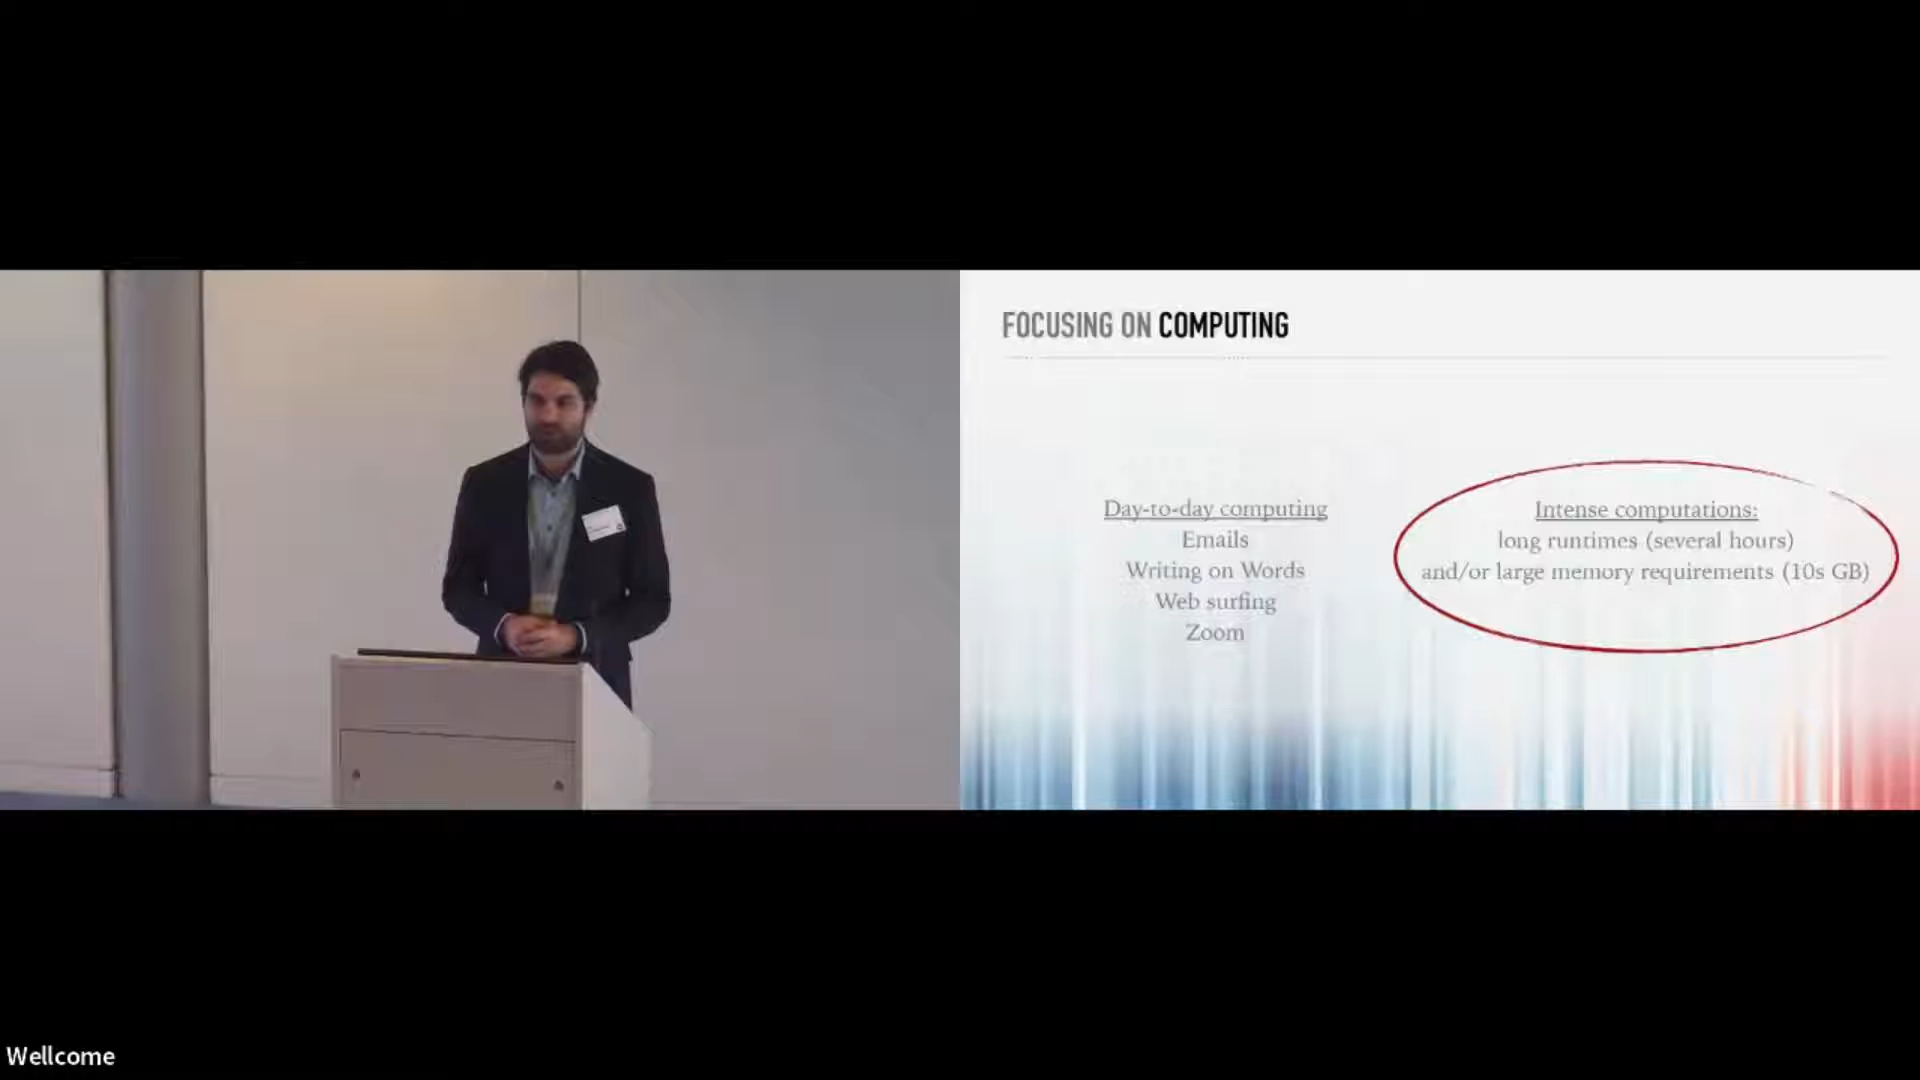 FOCUSING ON COMPUTING
Day-to-day computing
Emails
Writing on Words
Web surfing
Zoom
Intense computations:
long runtimes (several hours)
and/or large memory requirements (10s GB)
Wellcome